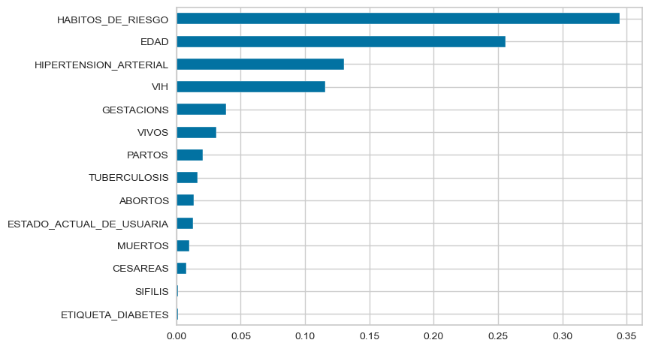 HABITOS_DE_RIESGO
EDAD
HIPERTENSION_ARTERIAL
VIH
GESTACIONS
VIVOS
PARTOS
TUBERCULOSIS
ABORTOS
ESTADO_ACTUAL_DE_USUARIA
MUERTOS
CESAREAS
SIFILIS
ETIQUETA_DIABETES
0.00 0.05 0.10 0.15 0.20 0.25 0.30 0.35